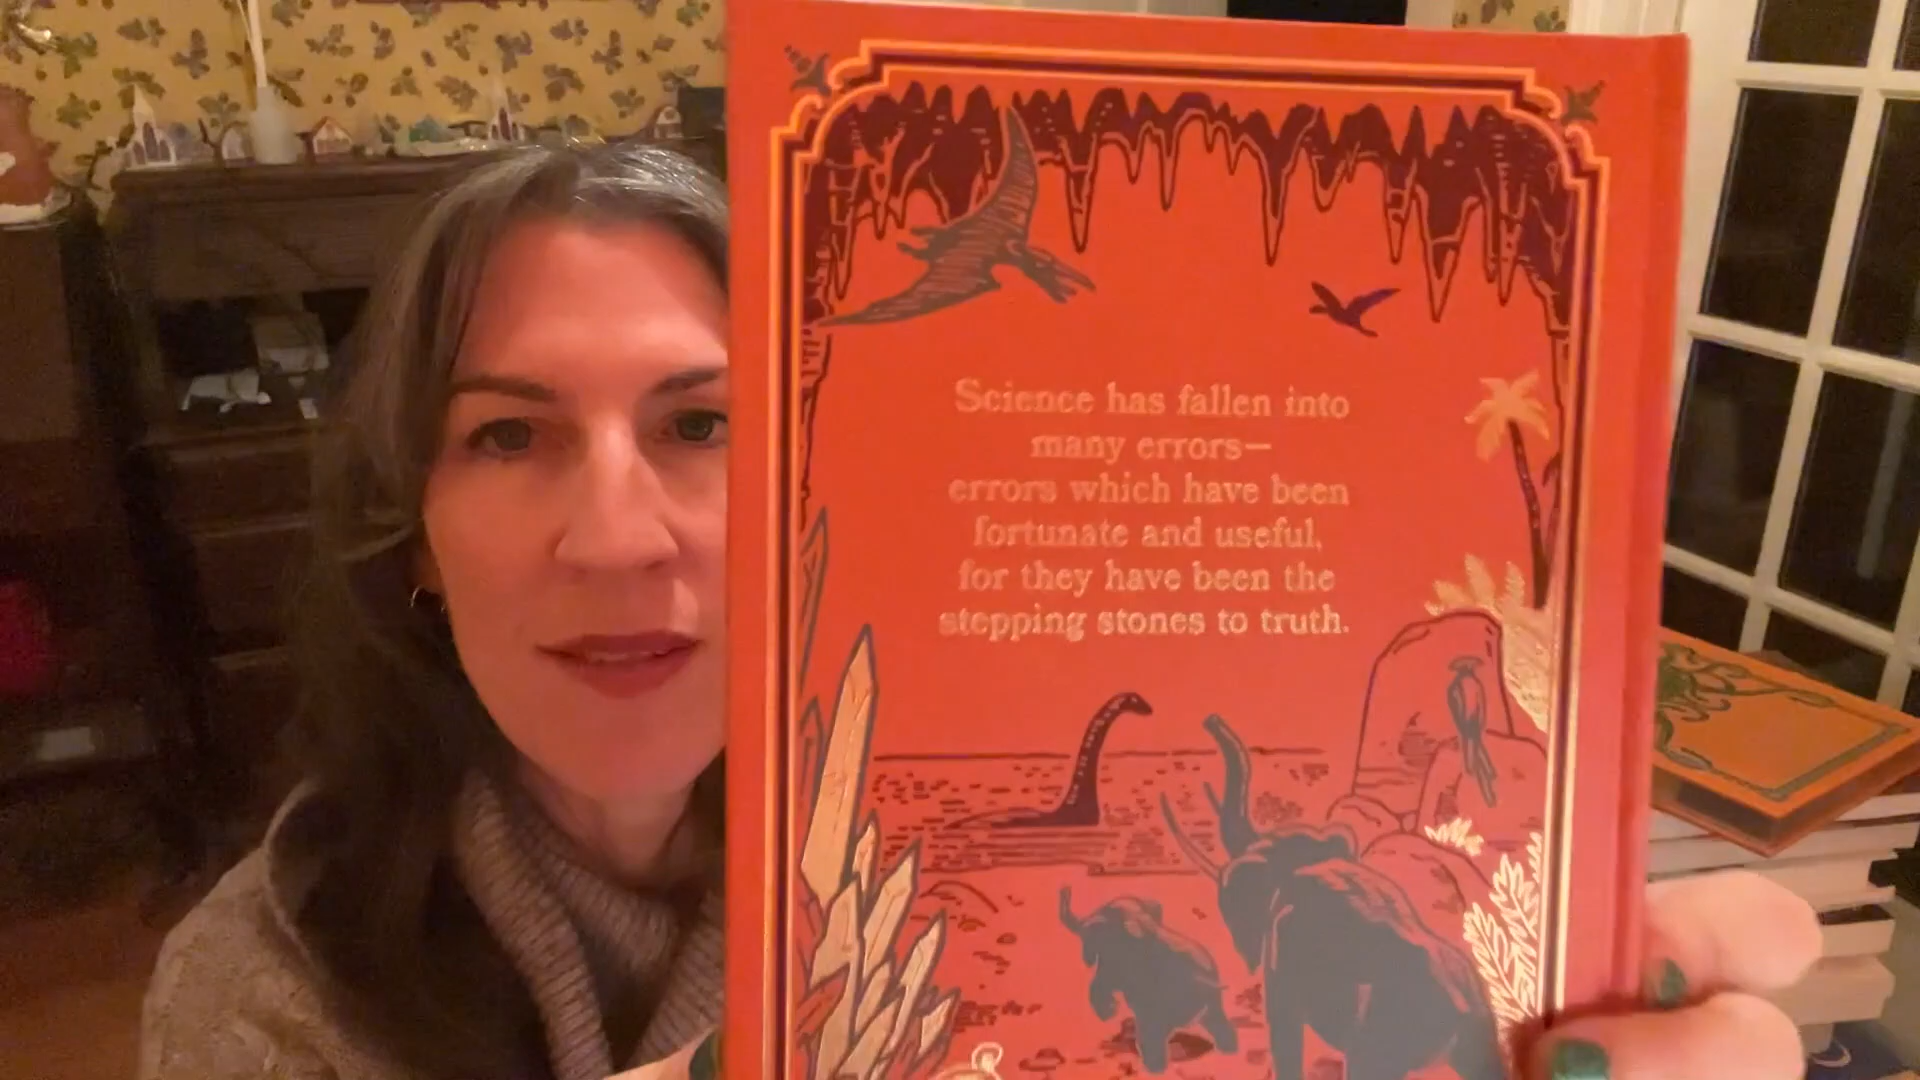 Science has fallen into
many errors—
errors which have been
fortunate and useful,
for they have been the
stepping stones to truth.